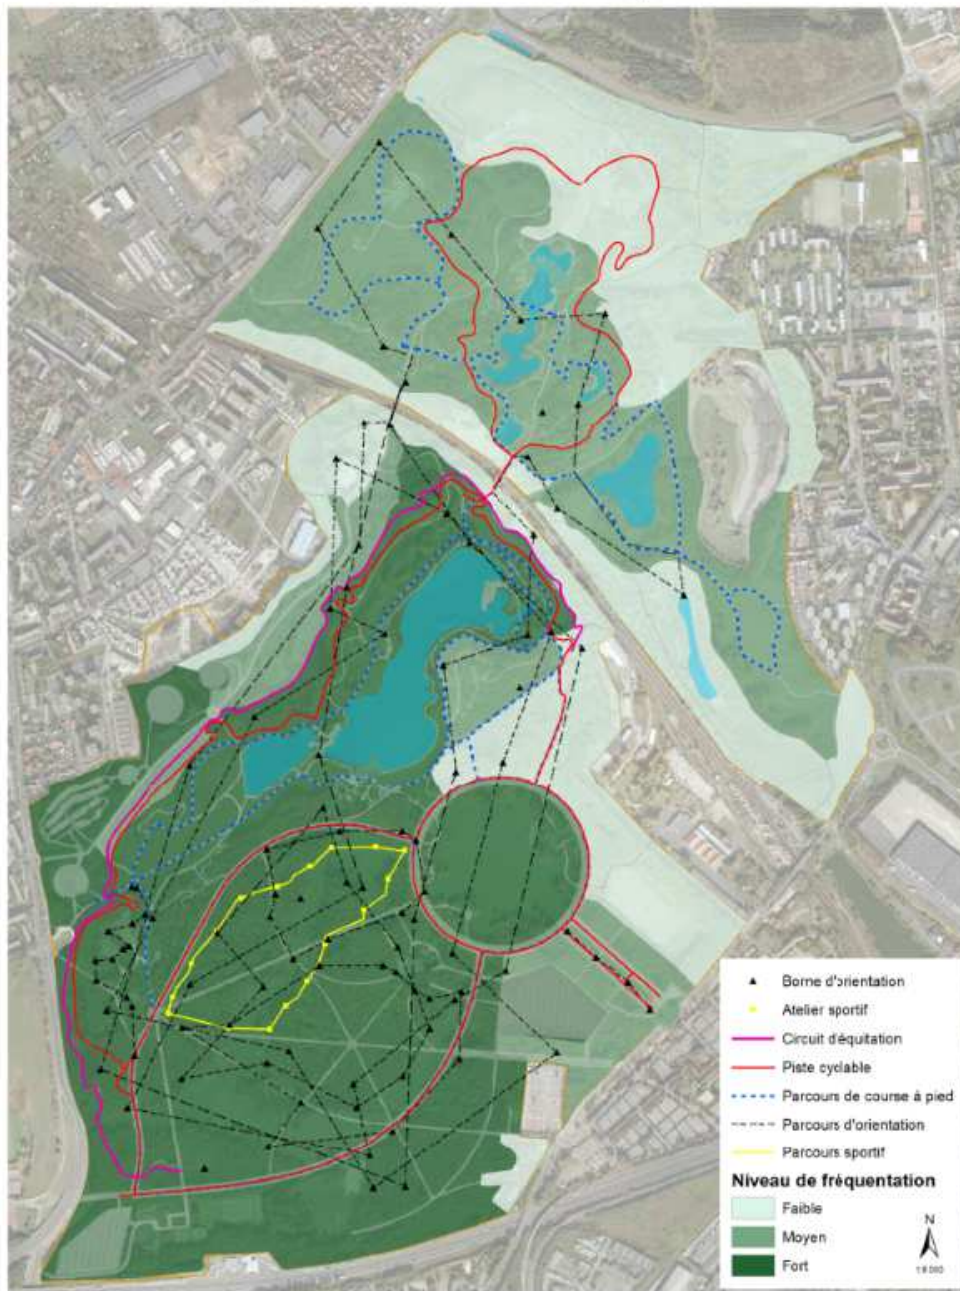 Borne d'orientation
Atelier sportif
Circuit d'équitation
Piste cyclable
Parcours de course à pied
Parcours d'orientation
Parcours sportif
Niveau de fréquentation
Faible
Moyen
Fort
N